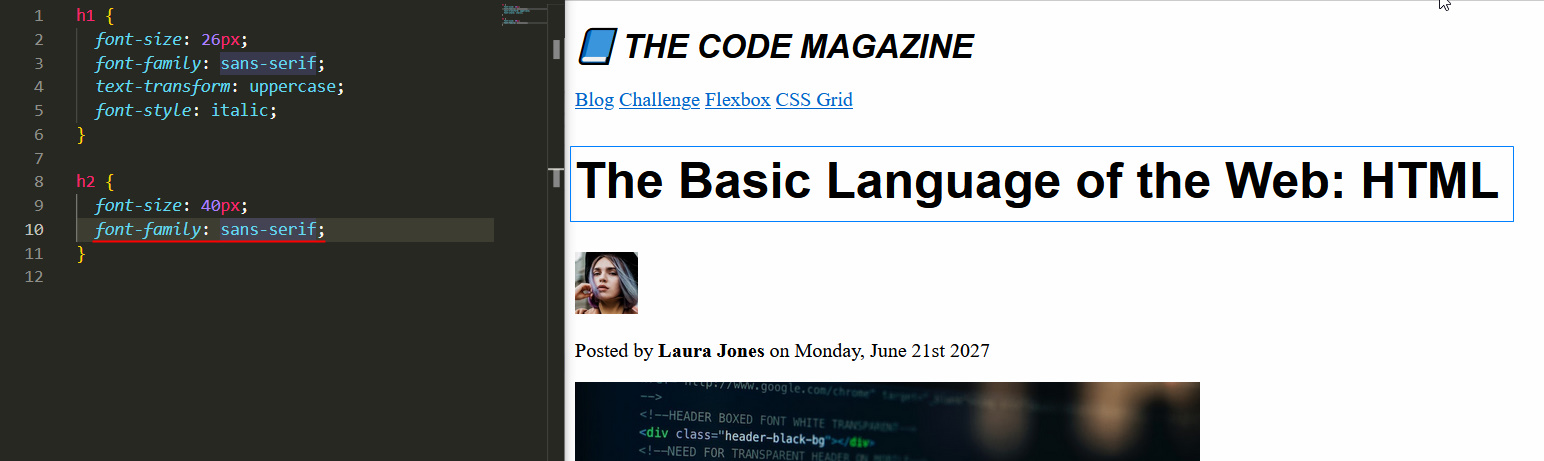 1 h1 {
2 font-size: 26px;
3 font-family: sans-serif;
4 text-transform: uppercase;
5 font-style: italic;
6 }
7
8 h2 {
9 font-size: 40px;
10 font-family: sans-serif;
11 }
12
THE CODE MAGAZINE
Blog Challenge Flexbox CSS Grid
The Basic Language of the Web: HTML
Posted by Laura Jones on Monday, June 21st 2027
http://www.google.com/chrome"
-->
<!--HEADER BOXED FONT WHITE TRANSPARENT-->
<div class="header-black-bg"></div>
<!--NEED FOR TRANSPARENT HEADER ON